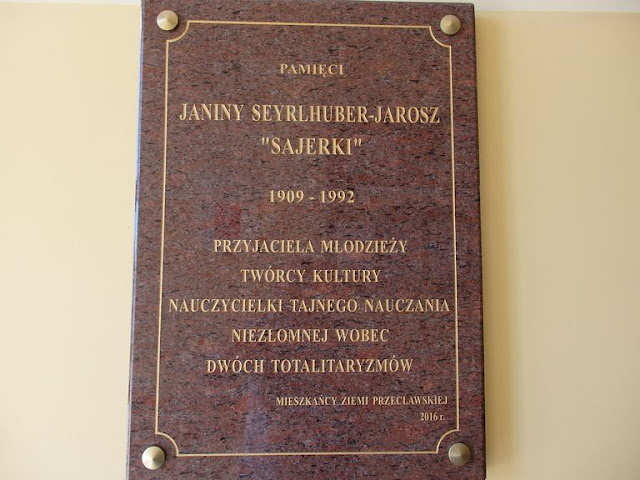 PAMIĘCI
JANINY SEYRLHUBER-JAROSZ
"SAJERKI"
1909 - 1992
PRZYJACIELA MŁODZIEŻY
TWÓRCY KULTURY
NAUCZYCIELKI TAJNEGO NAUCZANIA
NIEZŁOMNEJ WOBEC
DWÓCH TOTALITARYZMÓW
MIESZKAŃCY ZIEMI PRZECŁAWSKIEJ
2016 r.